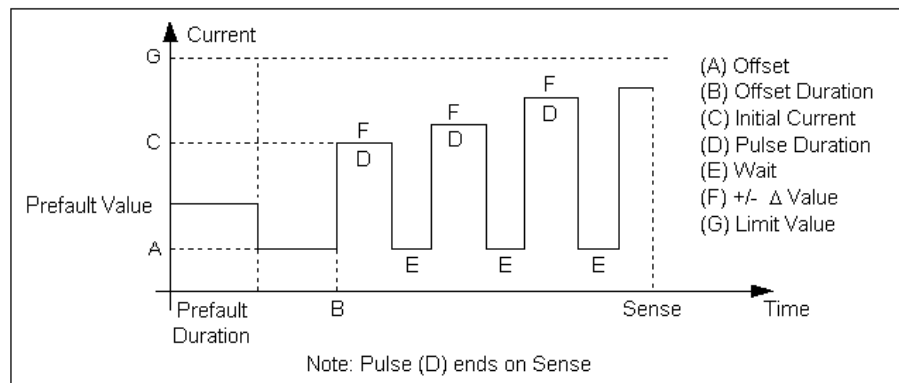 Current
G
F
F
F
D
D
D
C
Prefault Value
A
E
E
E
Prefault
Duration
B
Sense
Time
(A) Offset
(B) Offset Duration
(C) Initial Current
(D) Pulse Duration
(E) Wait
(F) +/- Δ Value
(G) Limit Value
Note: Pulse (D) ends on Sense